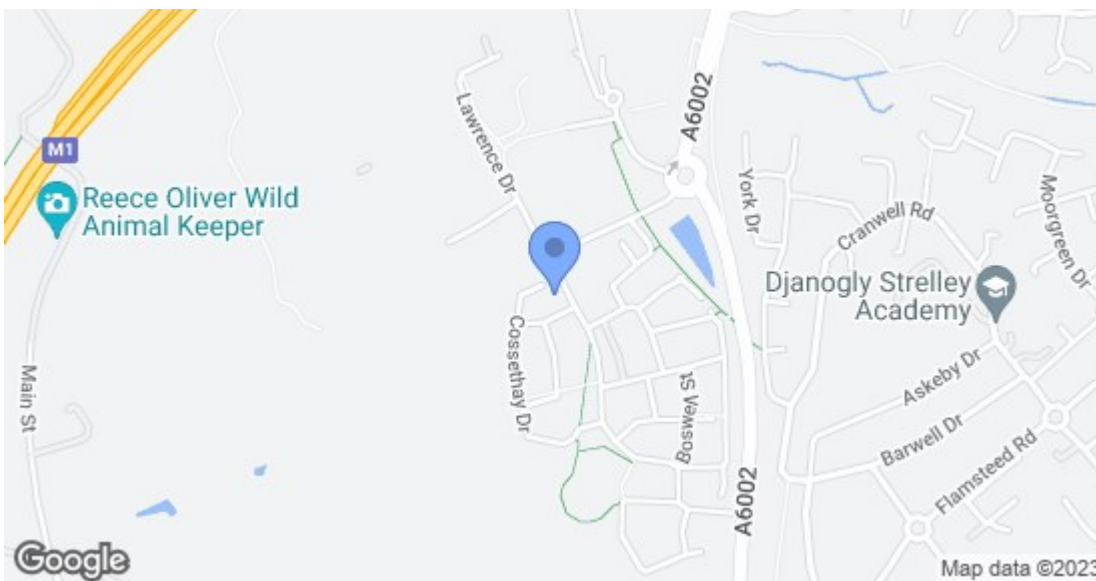 A6002
Lawrence Dr
M1
Reece Oliver Wild
Animal Keeper
York Dr
Cranwell Rd
Moorgreen Dr
Djanogly Strelley
Academy
Cossethay Dr
Main St
Boswel St
Askeby Dr
Barwell Dr
Flamsteed Rd
A6002
Google
Map data ©2023